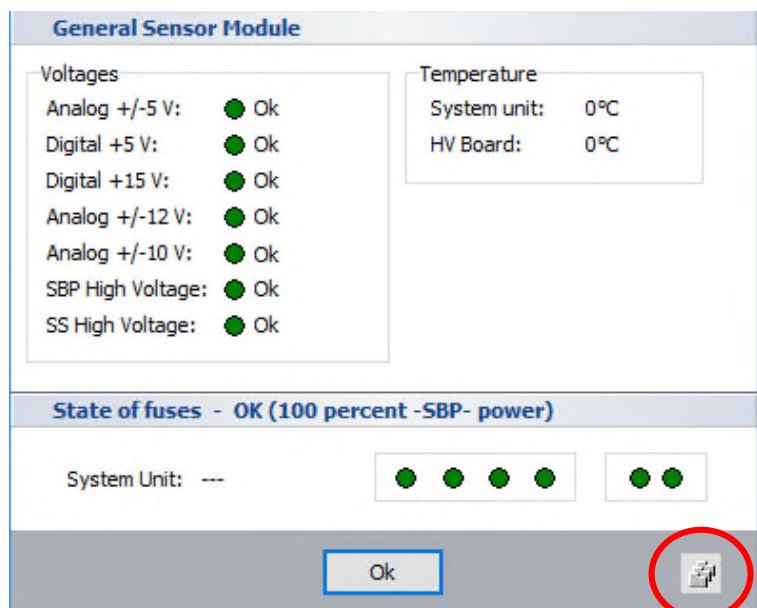 General Sensor Module
Voltages
Analog +/-5 V: Ok
Digital +5 V: Ok
Digital +15 V: Ok
Analog +/-12 V: Ok
Analog +/-10 V: Ok
SBP High Voltage: Ok
SS High Voltage: Ok
Temperature
System unit: 0°C
HV Board: 0°C
State of fuses - OK (100 percent -SBP- power)
System Unit: ---
Ok